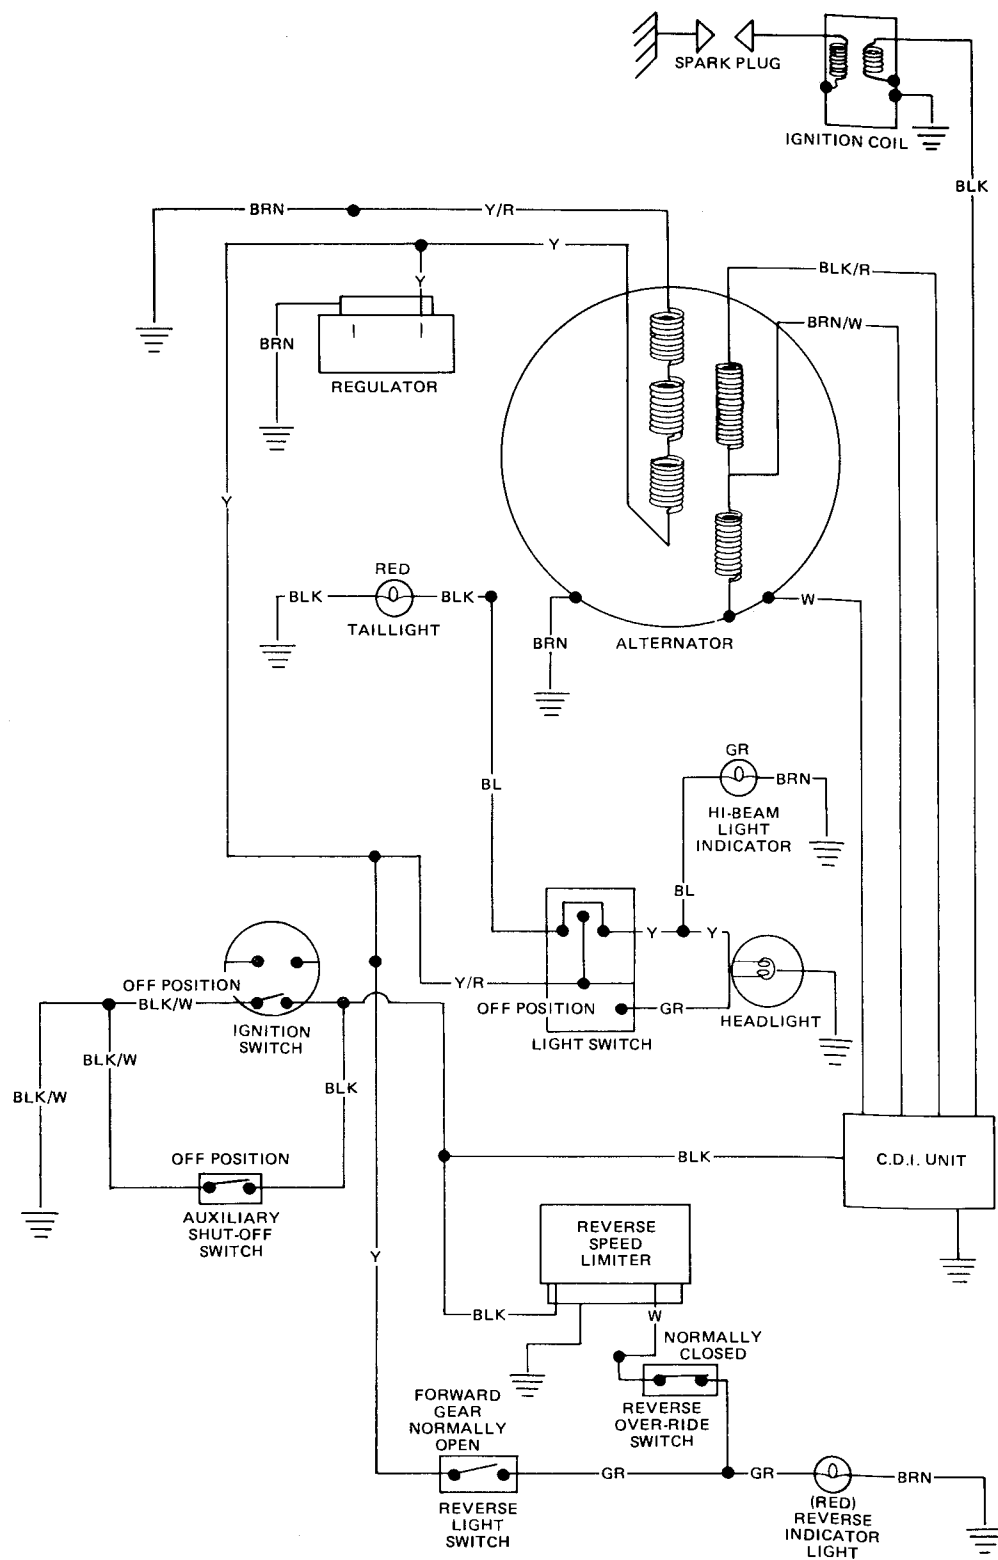 SPARK PLUG
IGNITION COIL
BLK
BRN
Y/R
Y
BLK/R
Y
BRN/W
BRN
REGULATOR
Y
RED
BLK
BLK
W
TAILLIGHT
BRN
ALTERNATOR
GR
BL
BRN
HI-BEAM
LIGHT
INDICATOR
BL
Y
Y
OFF POSITION
Y/R
BLK/W
OFF POSITION
GR
IGNITION
SWITCH
HEADLIGHT
LIGHT SWITCH
BLK/W
BLK
BLK/W
OFF POSITION
BLK
C.D.I. UNIT
AUXILIARY
SHUT-OFF
SWITCH
REVERSE
SPEED
LIMITER
Y
BLK
W
NORMALLY
CLOSED
FORWARD
GEAR
NORMALLY
OPEN
REVERSE
OVER-RIDE
SWITCH
GR
GR
BRN
REVERSE
LIGHT
SWITCH
(RED)
REVERSE
INDICATOR
LIGHT